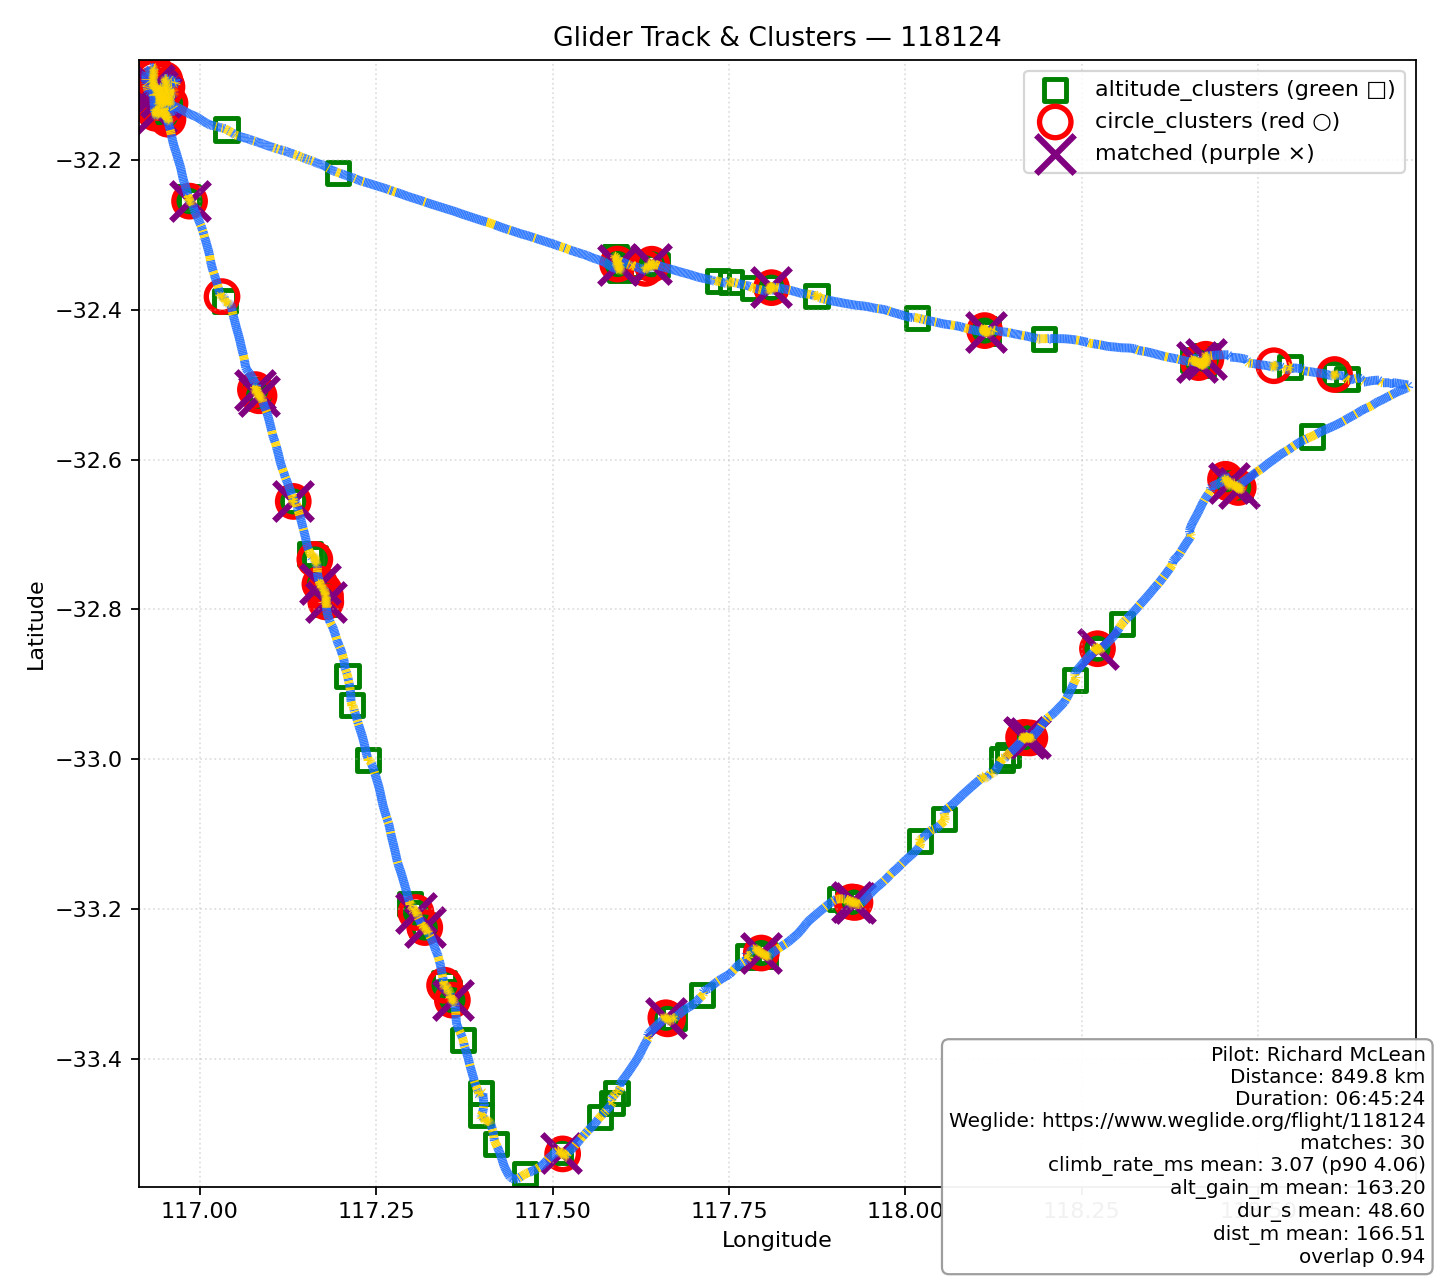 Glider Track & Clusters — 118124
altitude_clusters (green □)
circle_clusters (red ○)
matched (purple ×)
Latitude
−32.2
−32.4
−32.6
−32.8
−33.0
−33.2
−33.4
117.00 117.25 117.50 117.75 118.00 118.25
Longitude
Pilot: Richard McLean
Distance: 849.8 km
Duration: 06:45:24
Weglide: https://www.weglide.org/flight/118124
matches: 30
climb_rate_ms mean: 3.07 (p90 4.06)
alt_gain_m mean: 163.20
dur_s mean: 48.60
dist_m mean: 166.51
overlap 0.94